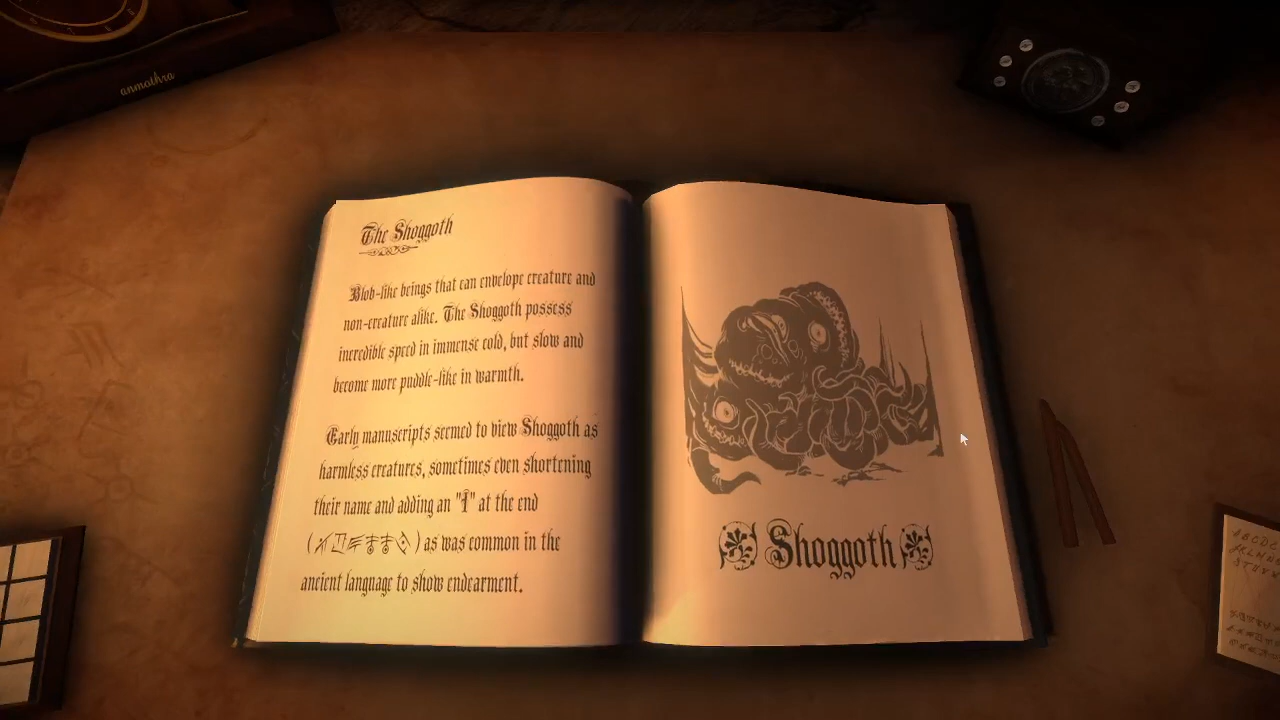 anmathra
The Shoggoth
Blob-like beings that can envelope creature and
non-creature alike. The Shoggoth possess
incredible speed in immense cold, but slow and
become more puddle-like in warmth.
Early manuscripts seemed to view Shoggoth as
harmless creatures, sometimes even shortening
their name and adding an "I" at the end
( ) as was common in the
ancient language to show endearment.
Shoggoth